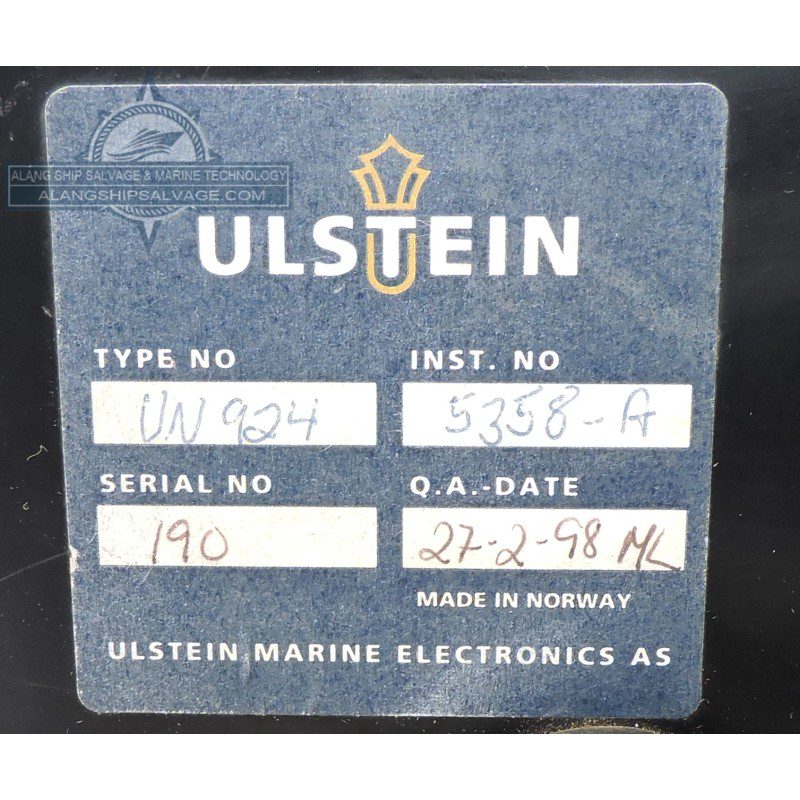 ALANG SHIP SALVAGE & MARINE TECHNOLOGY
ALANGSHIPSALVAGE.COM
ULSTEIN
TYPE NO INST. NO
UN 924 5358-A
SERIAL NO Q.A.-DATE
190 27-2-98 ML
MADE IN NORWAY
ULSTEIN MARINE ELECTRONICS AS